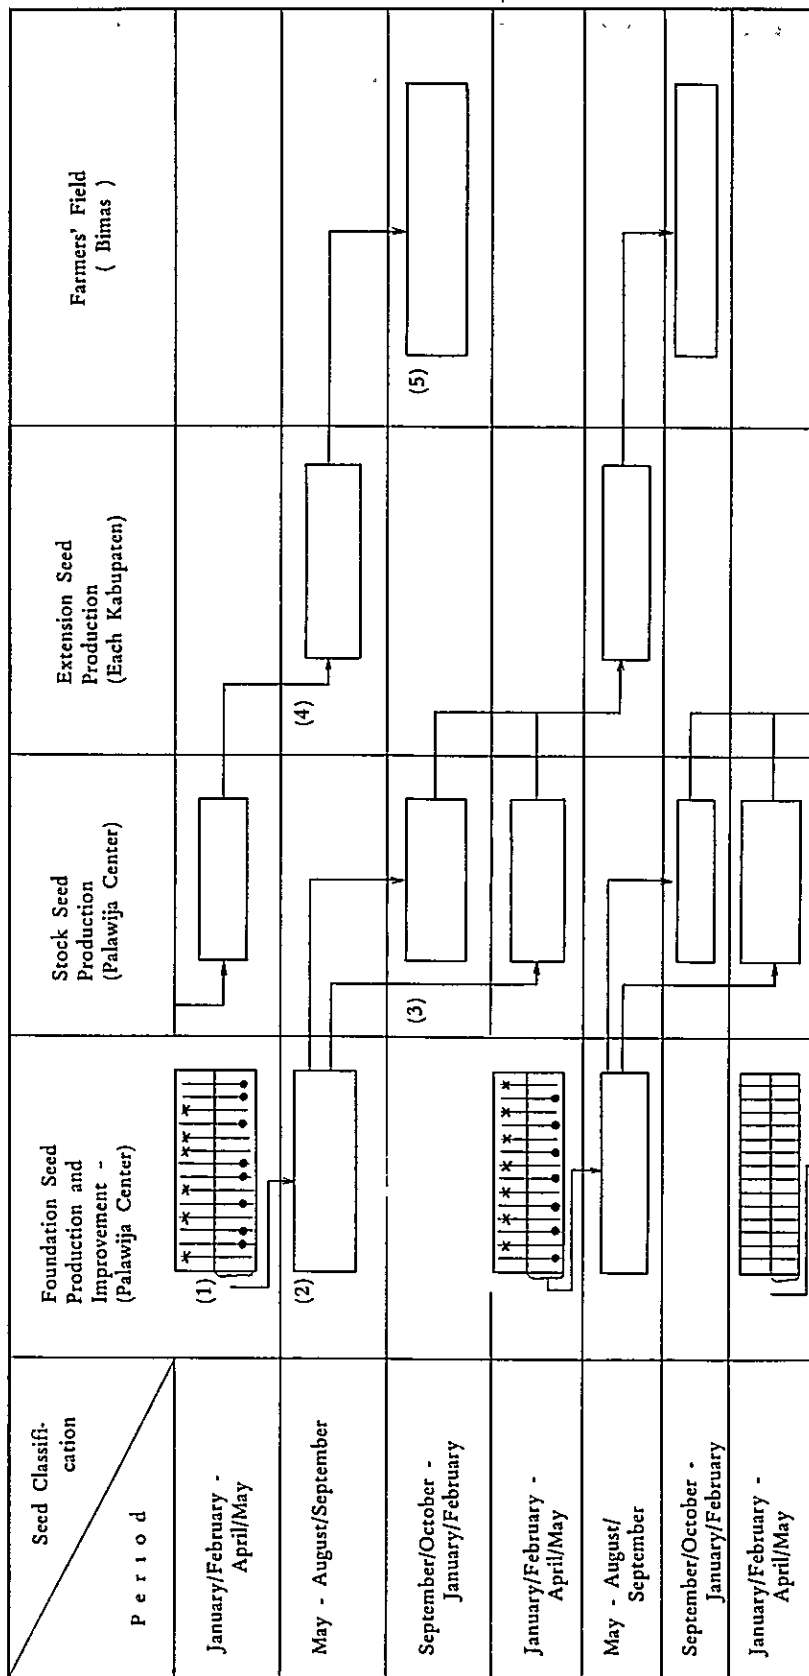 Seed Classifi-
cation
Period
Foundation Seed
Production and
Improvement -
(Palawija Center)
Stock Seed
Production
(Palawija Center)
Extension Seed
Production
(Each Kabupaten)
Farmers' Field
( Bimas )
January/February -
April/May
(1)
May - August/September
(2)
(4)
September/October -
January/February
(3)
(5)
January/February -
April/May
May - August/
September
September/October -
January/February
January/February -
April/May